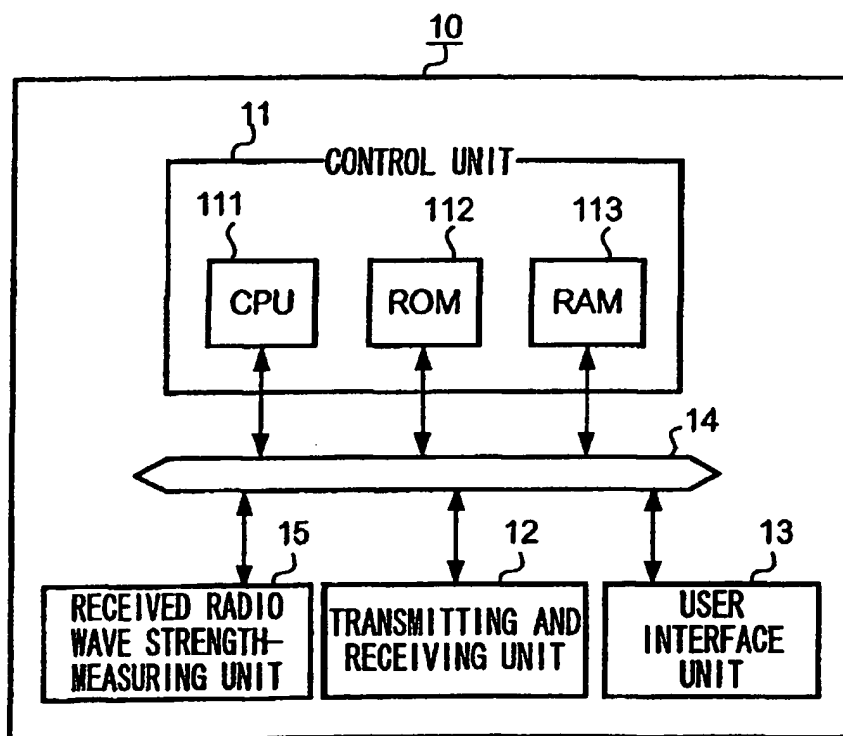 10
11
CONTROL UNIT
111
112
113
CPU
ROM
RAM
14
15
12
13
RECEIVED RADIO
WAVE STRENGTH-
MEASURING UNIT
TRANSMITTING AND
RECEIVING UNIT
USER
INTERFACE
UNIT